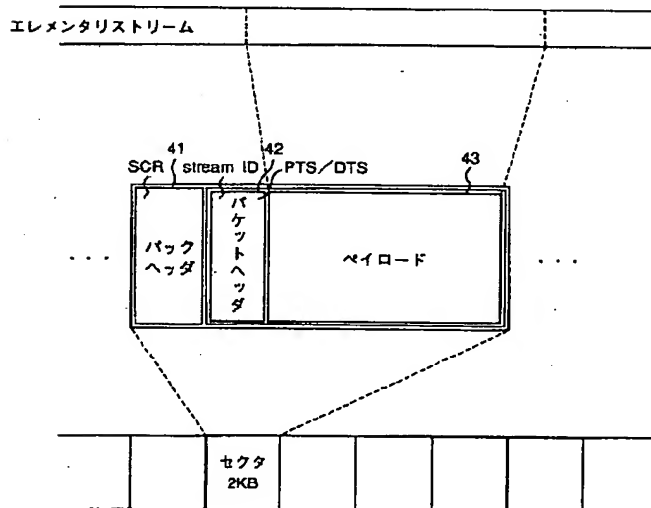 エレメンタリストリーム
41 42 43
SCR stream ID PTS/DTS
パック
ヘッダ
パケットヘッダ
ペイロード
・・・
・・・
セクタ
2KB